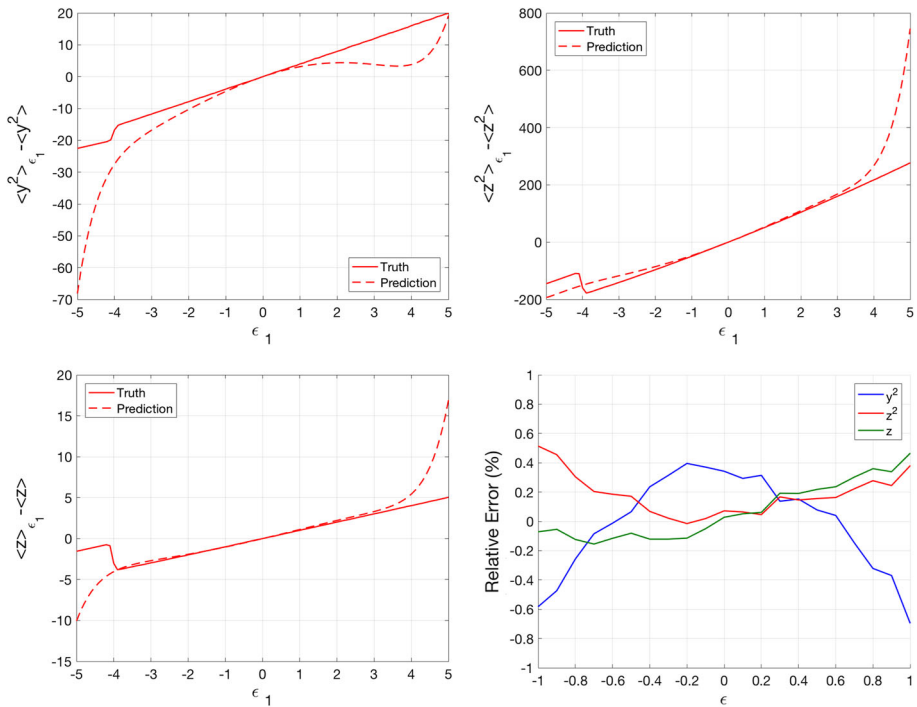 20
10
0
-10
-20
-30
-40
-50
-60
-70
<y²> ϵ₁ -<y²>
Truth
Prediction
-5 -4 -3 -2 -1 0 1 2 3 4 5
ϵ ₁
800
600
400
200
0
-200
<z²> ϵ₁ -<z²>
Truth
Prediction
-5 -4 -3 -2 -1 0 1 2 3 4 5
ϵ ₁
20
15
10
5
0
-5
-10
-15
<z> ϵ₁ -<z>
Truth
Prediction
-5 -4 -3 -2 -1 0 1 2 3 4 5
ϵ ₁
1
0.8
0.6
0.4
0.2
0
-0.2
-0.4
-0.6
-0.8
-1
Relative Error (%)
y²
z²
z
-1 -0.8 -0.6 -0.4 -0.2 0 0.2 0.4 0.6 0.8 1
ϵ